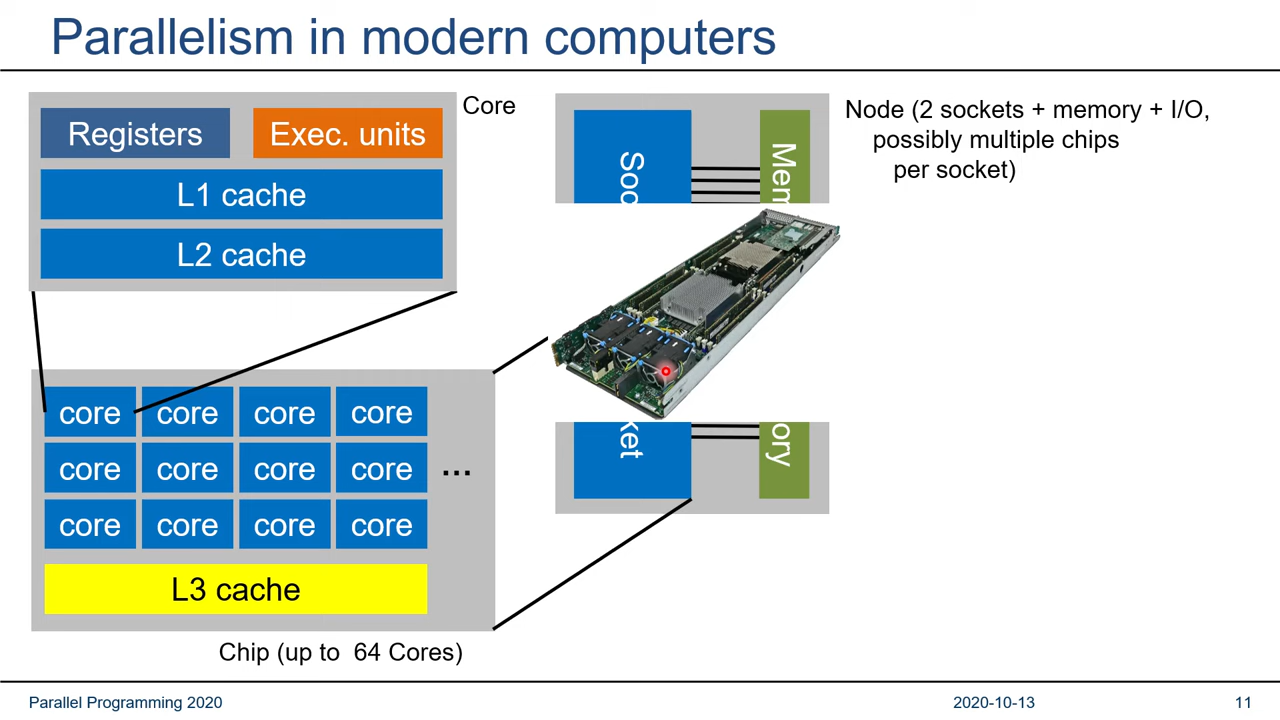 Parallelism in modern computers
Registers
Exec. units
Core
L1 cache
L2 cache
core core core core
core core core core ...
core core core core
L3 cache
Chip (up to 64 Cores)
Node (2 sockets + memory + I/O,
possibly multiple chips
per socket)
Soc
Mem
ket
ory
Parallel Programming 2020
2020-10-13
11